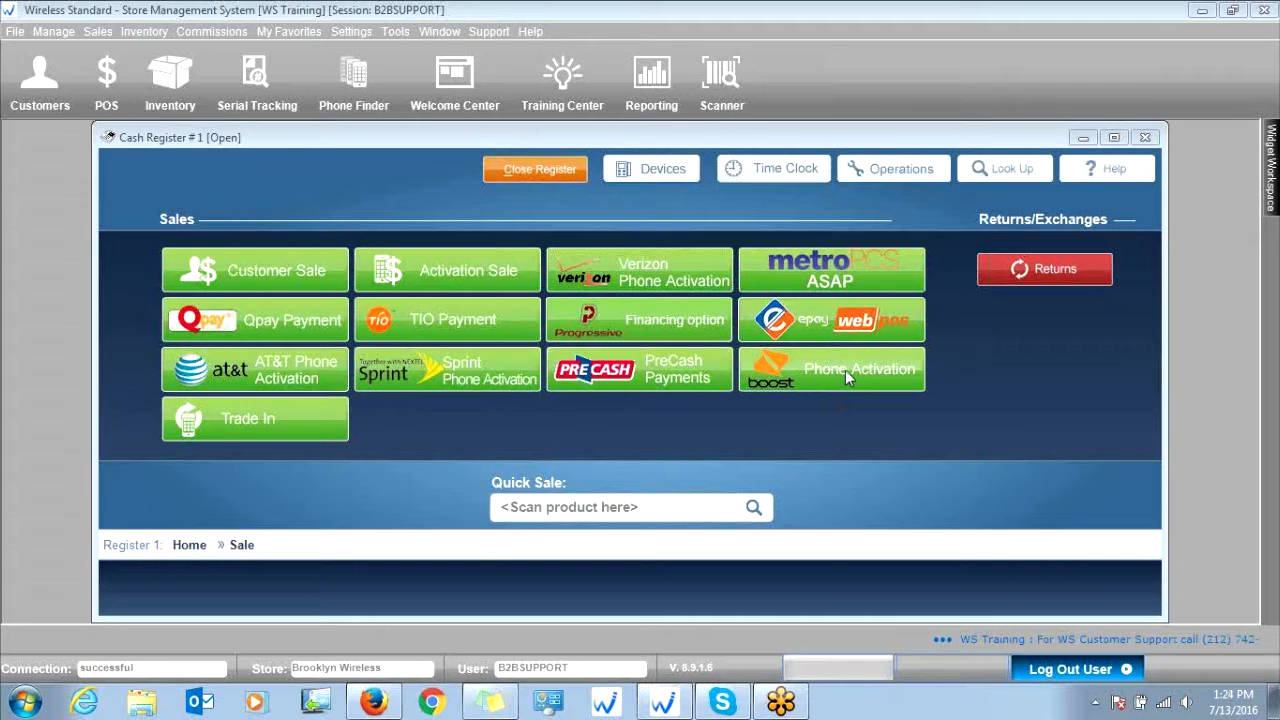 Wireless Standard - Store Management System [WS Training] [Session: B2BSUPPORT]
File Manage Sales Inventory Commissions My Favorites Settings Tools Window Support Help
Customers POS Inventory Serial Tracking Phone Finder Welcome Center Training Center Reporting Scanner
Widget Workspace
Cash Register # 1 [Open]
Close Register Devices Time Clock Operations Look Up Help
Sales Returns/Exchanges
Customer Sale
Activation Sale
verizon Verizon
Phone Activation
metroPCS
ASAP
Returns
Qpay Qpay Payment
TIO TIO Payment
Progressive Financing option
epay webpos
at&t AT&T Phone
Activation
Together with NEXTEL
Sprint Sprint
Phone Activation
PRECASH PreCash
Payments
boost Phone Activation
Trade In
Quick Sale:
<Scan product here>
Register 1: Home » Sale
••• WS Training : For WS Customer Support call (212) 742-
Connection: successful Store: Brooklyn Wireless User: B2BSUPPORT V. 8.9.1.6 Log Out User
1:24 PM
7/13/2016